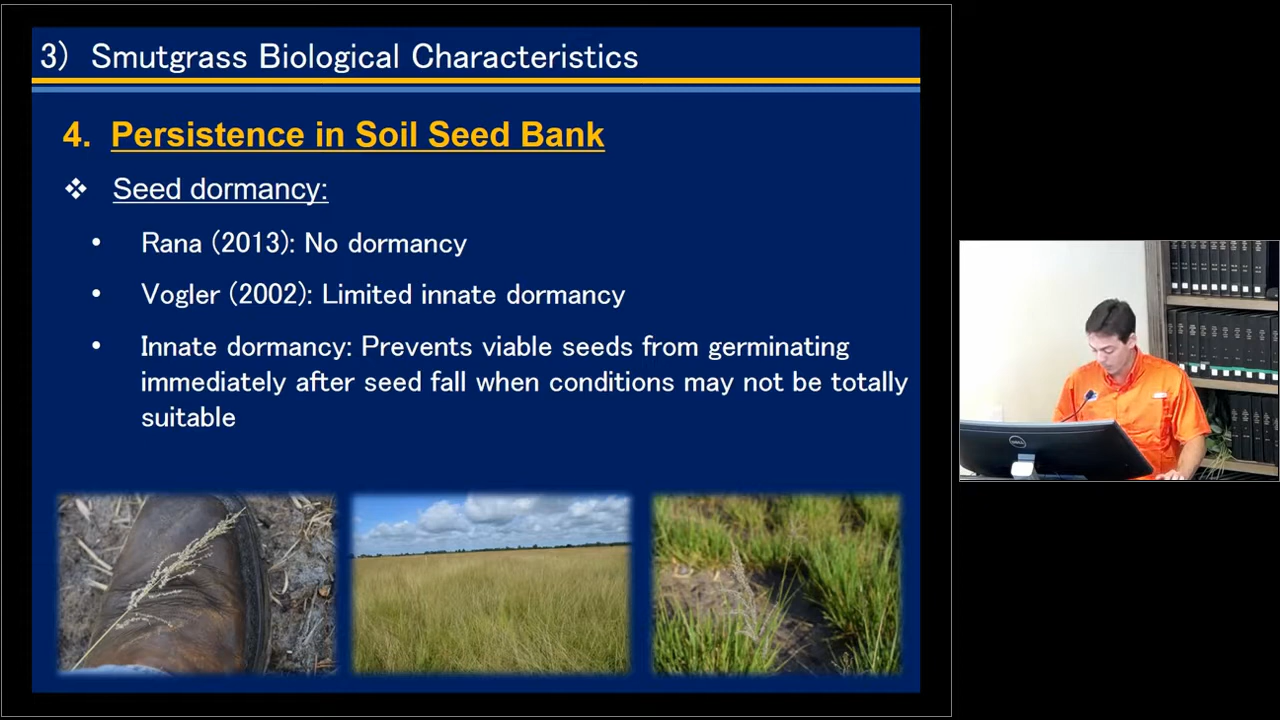 3) Smutgrass Biological Characteristics
4. Persistence in Soil Seed Bank
❖ Seed dormancy:
• Rana (2013): No dormancy
• Vogler (2002): Limited innate dormancy
• Innate dormancy: Prevents viable seeds from germinating
immediately after seed fall when conditions may not be totally
suitable
DELL